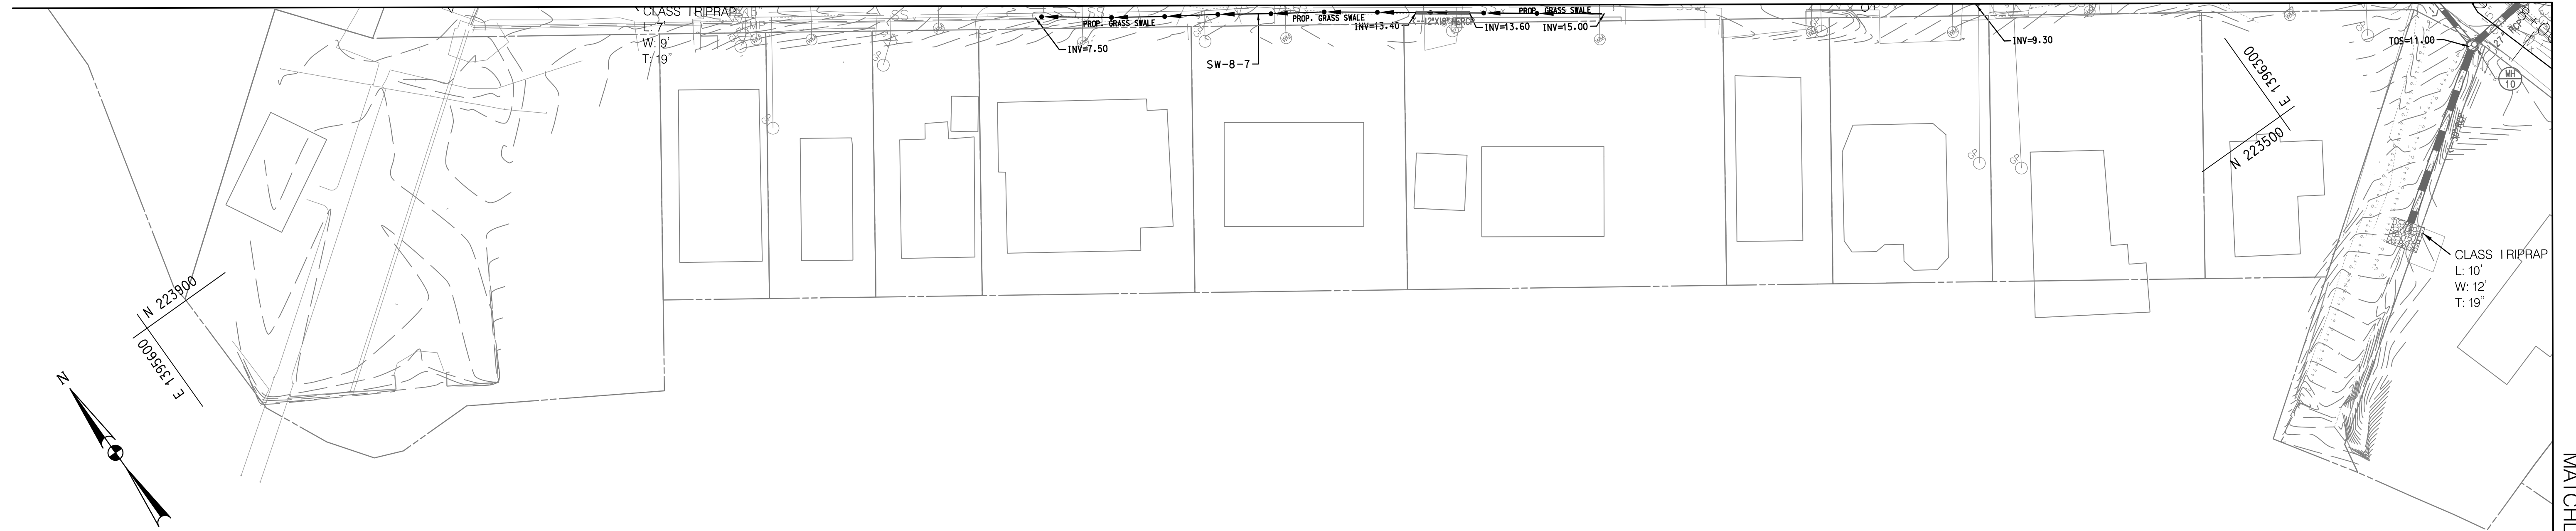 CLASS I RIPRAP
L: 7'
W: 9'
T: 19"
INV=7.50
PROP. GRASS SWALE
SW-8-7
PROP. GRASS SWALE
INV=13.40
INV=13.60
PROP. GRASS SWALE
INV=15.00
INV=9.30
TOS=11.00
MH
10
E 1396300
N 223500
CLASS I RIPRAP
L: 10'
W: 12'
T: 19"
N 223900
E 1395600
N